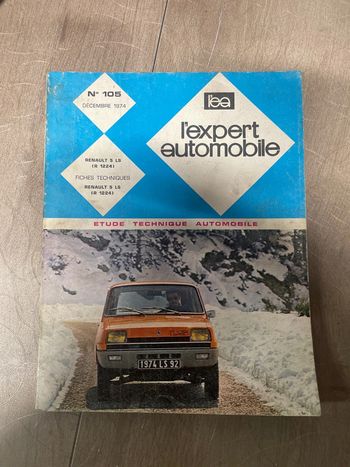 N° 105
DÉCEMBRE 1974
RENAULT 5 LS
(R 1224)
FICHES TECHNIQUES
RENAULT 5 LS
(R 1224)
l'ea
l'expert
automobile
ETUDE TECHNIQUE AUTOMOBILE
1974 LS 92